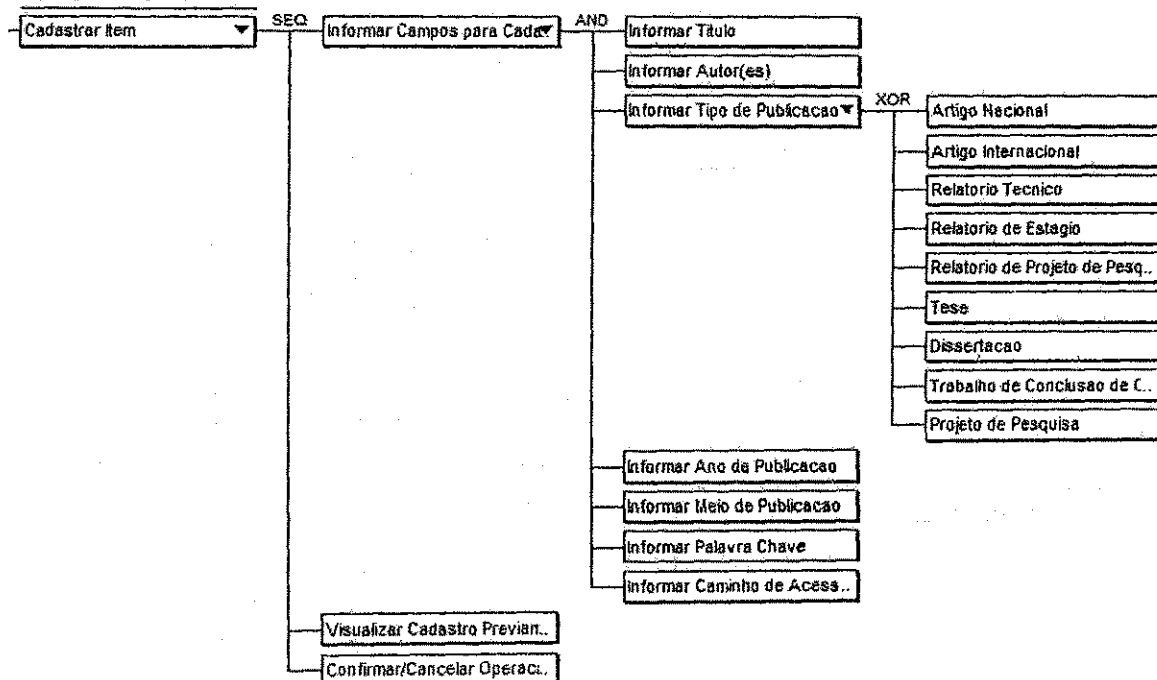 Cadastrar Item
SEQ
Informar Campos para Cada
AND
Informar Titulo
Informar Autor(es)
Informar Tipo de Publicacao
XOR
Artigo Nacional
Artigo Internacional
Relatorio Tecnico
Relatorio de Estagio
Relatorio de Projeto de Pesq..
Tese
Dissertacao
Trabalho de Conclusao de C..
Projeto de Pesquisa
Informar Ano de Publicacao
Informar Meio de Publicacao
Informar Palavra Chave
Informar Caminho de Acess..
Visualizar Cadastro Previam..
Confirmar/Cancelar Operaci..